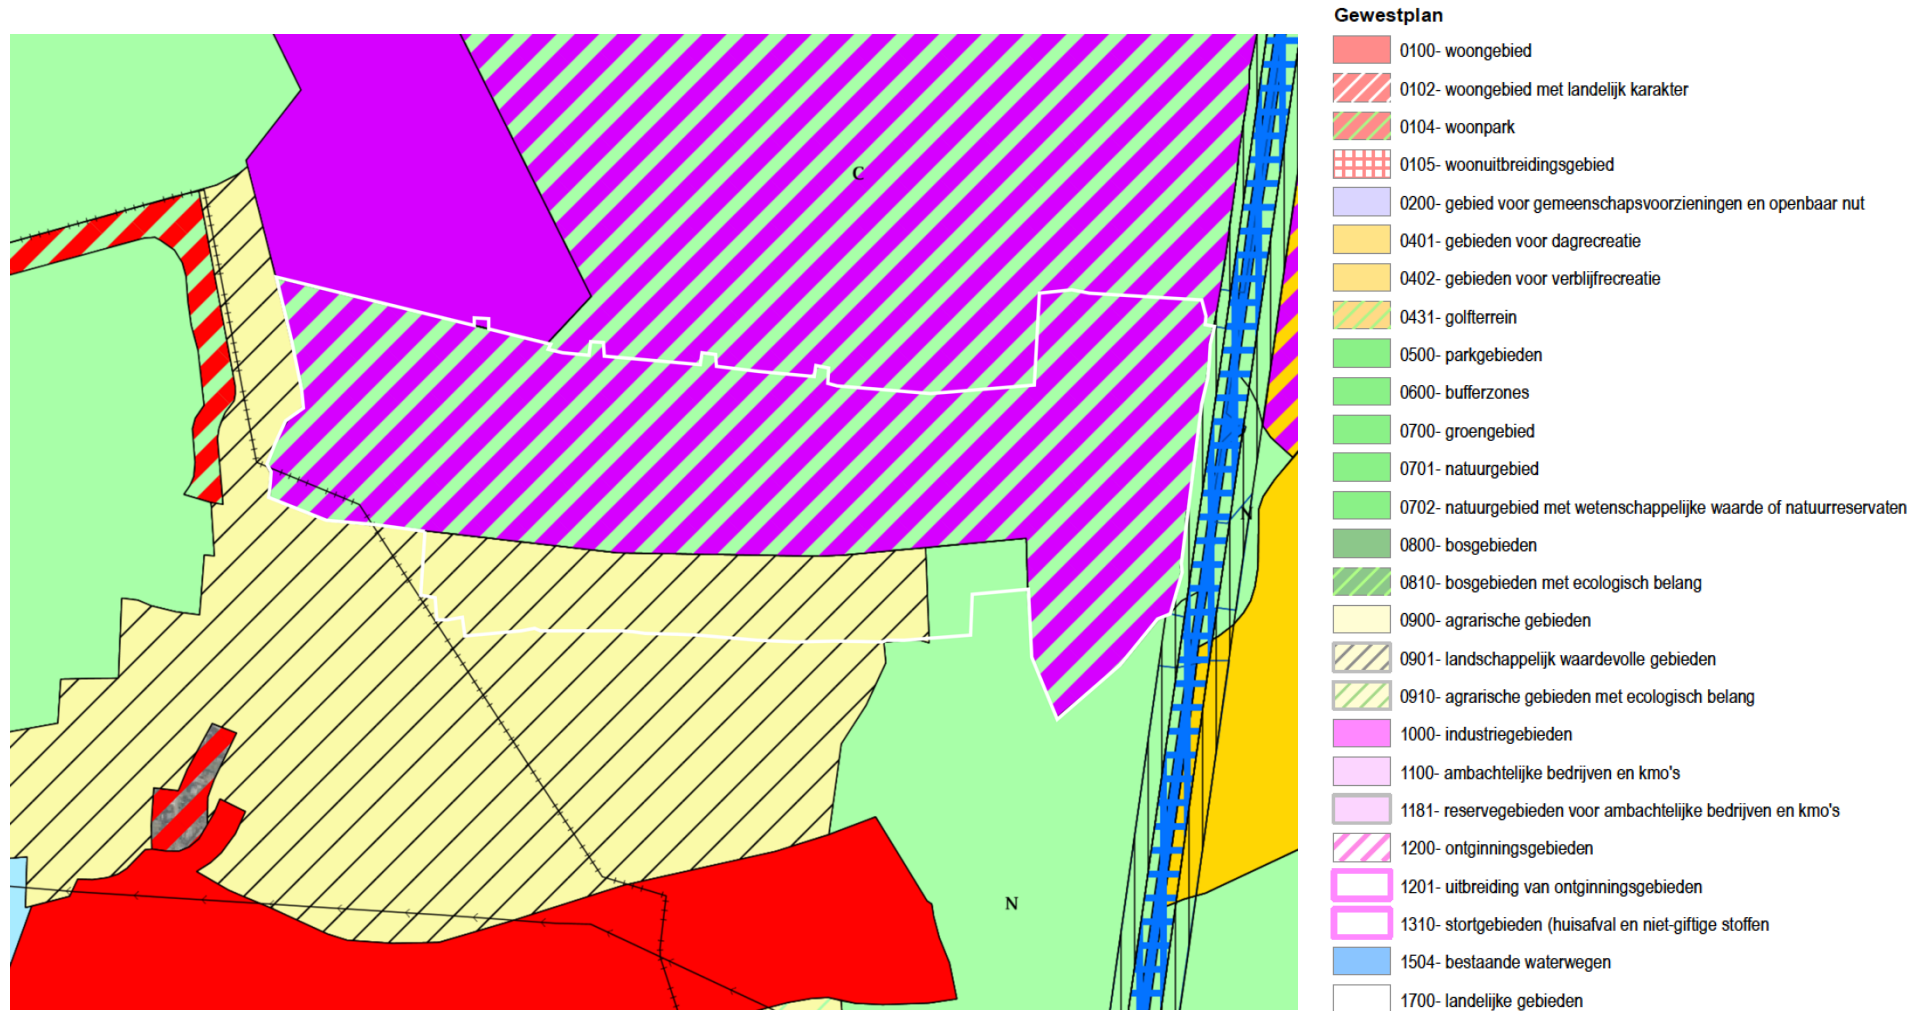 Gewestplan
0100- woongebied
0102- woongebied met landelijk karakter
0104- woonpark
0105- woonuitbreidingsgebied
0200- gebied voor gemeenschapsvoorzieningen en openbaar nut
0401- gebieden voor dagrecreatie
0402- gebieden voor verblijfrecreatie
0431- golfterrein
0500- parkgebieden
0600- bufferzones
0700- groengebied
0701- natuurgebied
0702- natuurgebied met wetenschappelijke waarde of natuurreservaten
0800- bosgebieden
0810- bosgebieden met ecologisch belang
0900- agrarische gebieden
0901- landschappelijk waardevolle gebieden
0910- agrarische gebieden met ecologisch belang
1000- industriegebieden
1100- ambachtelijke bedrijven en kmo's
1181- reservegebieden voor ambachtelijke bedrijven en kmo's
1200- ontginningsgebieden
1201- uitbreiding van ontginningsgebieden
1310- stortgebieden (huisafval en niet-giftige stoffen
1504- bestaande waterwegen
1700- landelijke gebieden
C
N
N